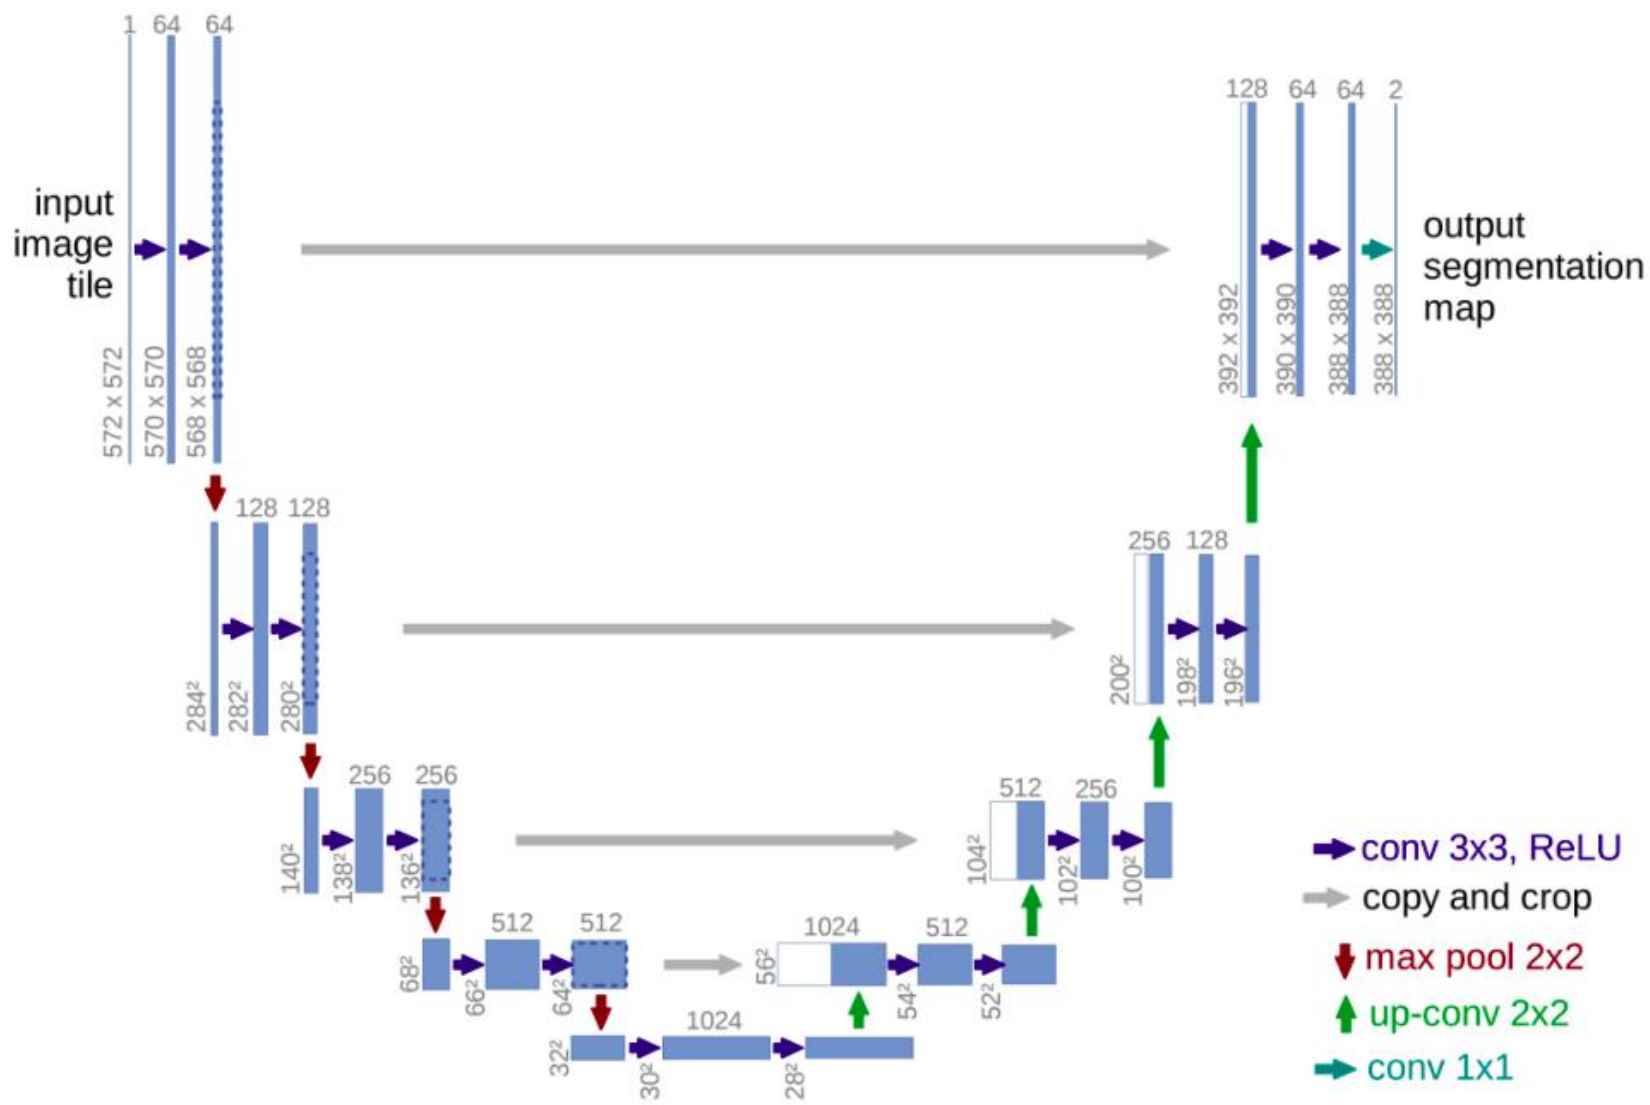 1 64 64
128 64 64 2
input
image
tile
output
segmentation
map
572 x 572
570 x 570
568 x 568
392 x 392
390 x 390
388 x 388
388 x 388
128 128
256 128
284²
282²
280²
200²
198²
196²
256 256
512 256
140²
138²
136²
104²
102²
100²
conv 3x3, ReLU
copy and crop
max pool 2x2
up-conv 2x2
conv 1x1
512 512
1024 512
68²
66²
64²
56²
54²
52²
1024
32²
30²
28²